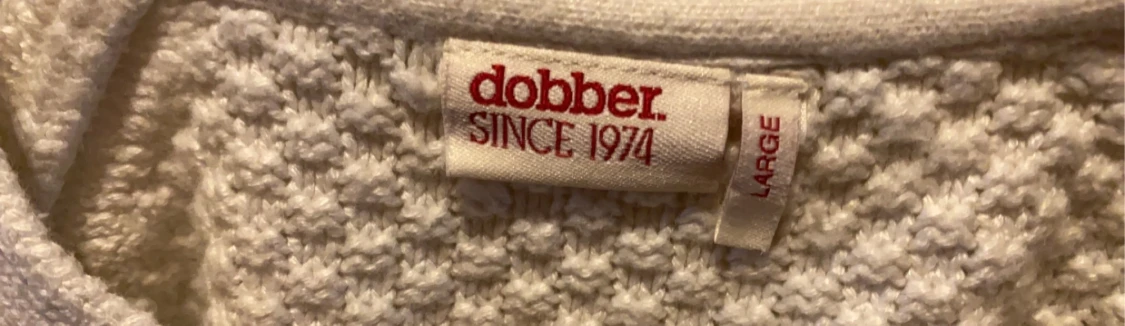 dobber.
SINCE 1974
LARGE